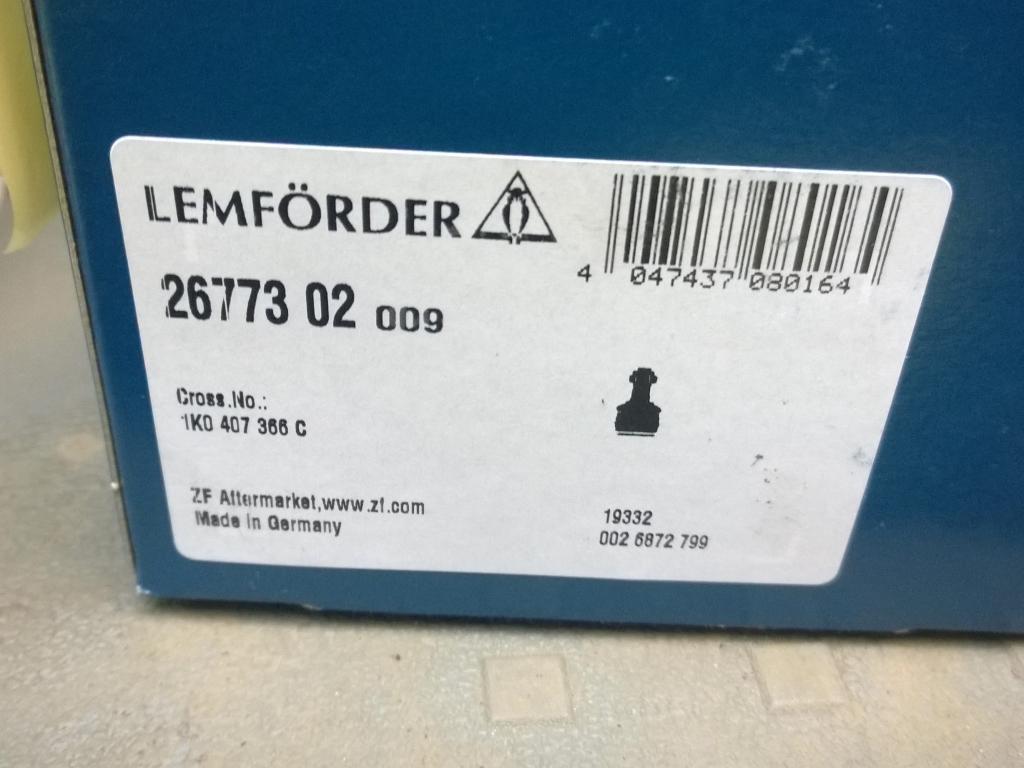 LEMFÖRDER
4 047437 080164
26773 02 009
Cross.No.:
1K0 407 366 C
ZF Aftermarket,www.zf.com
Made in Germany
19332
002 6872 799